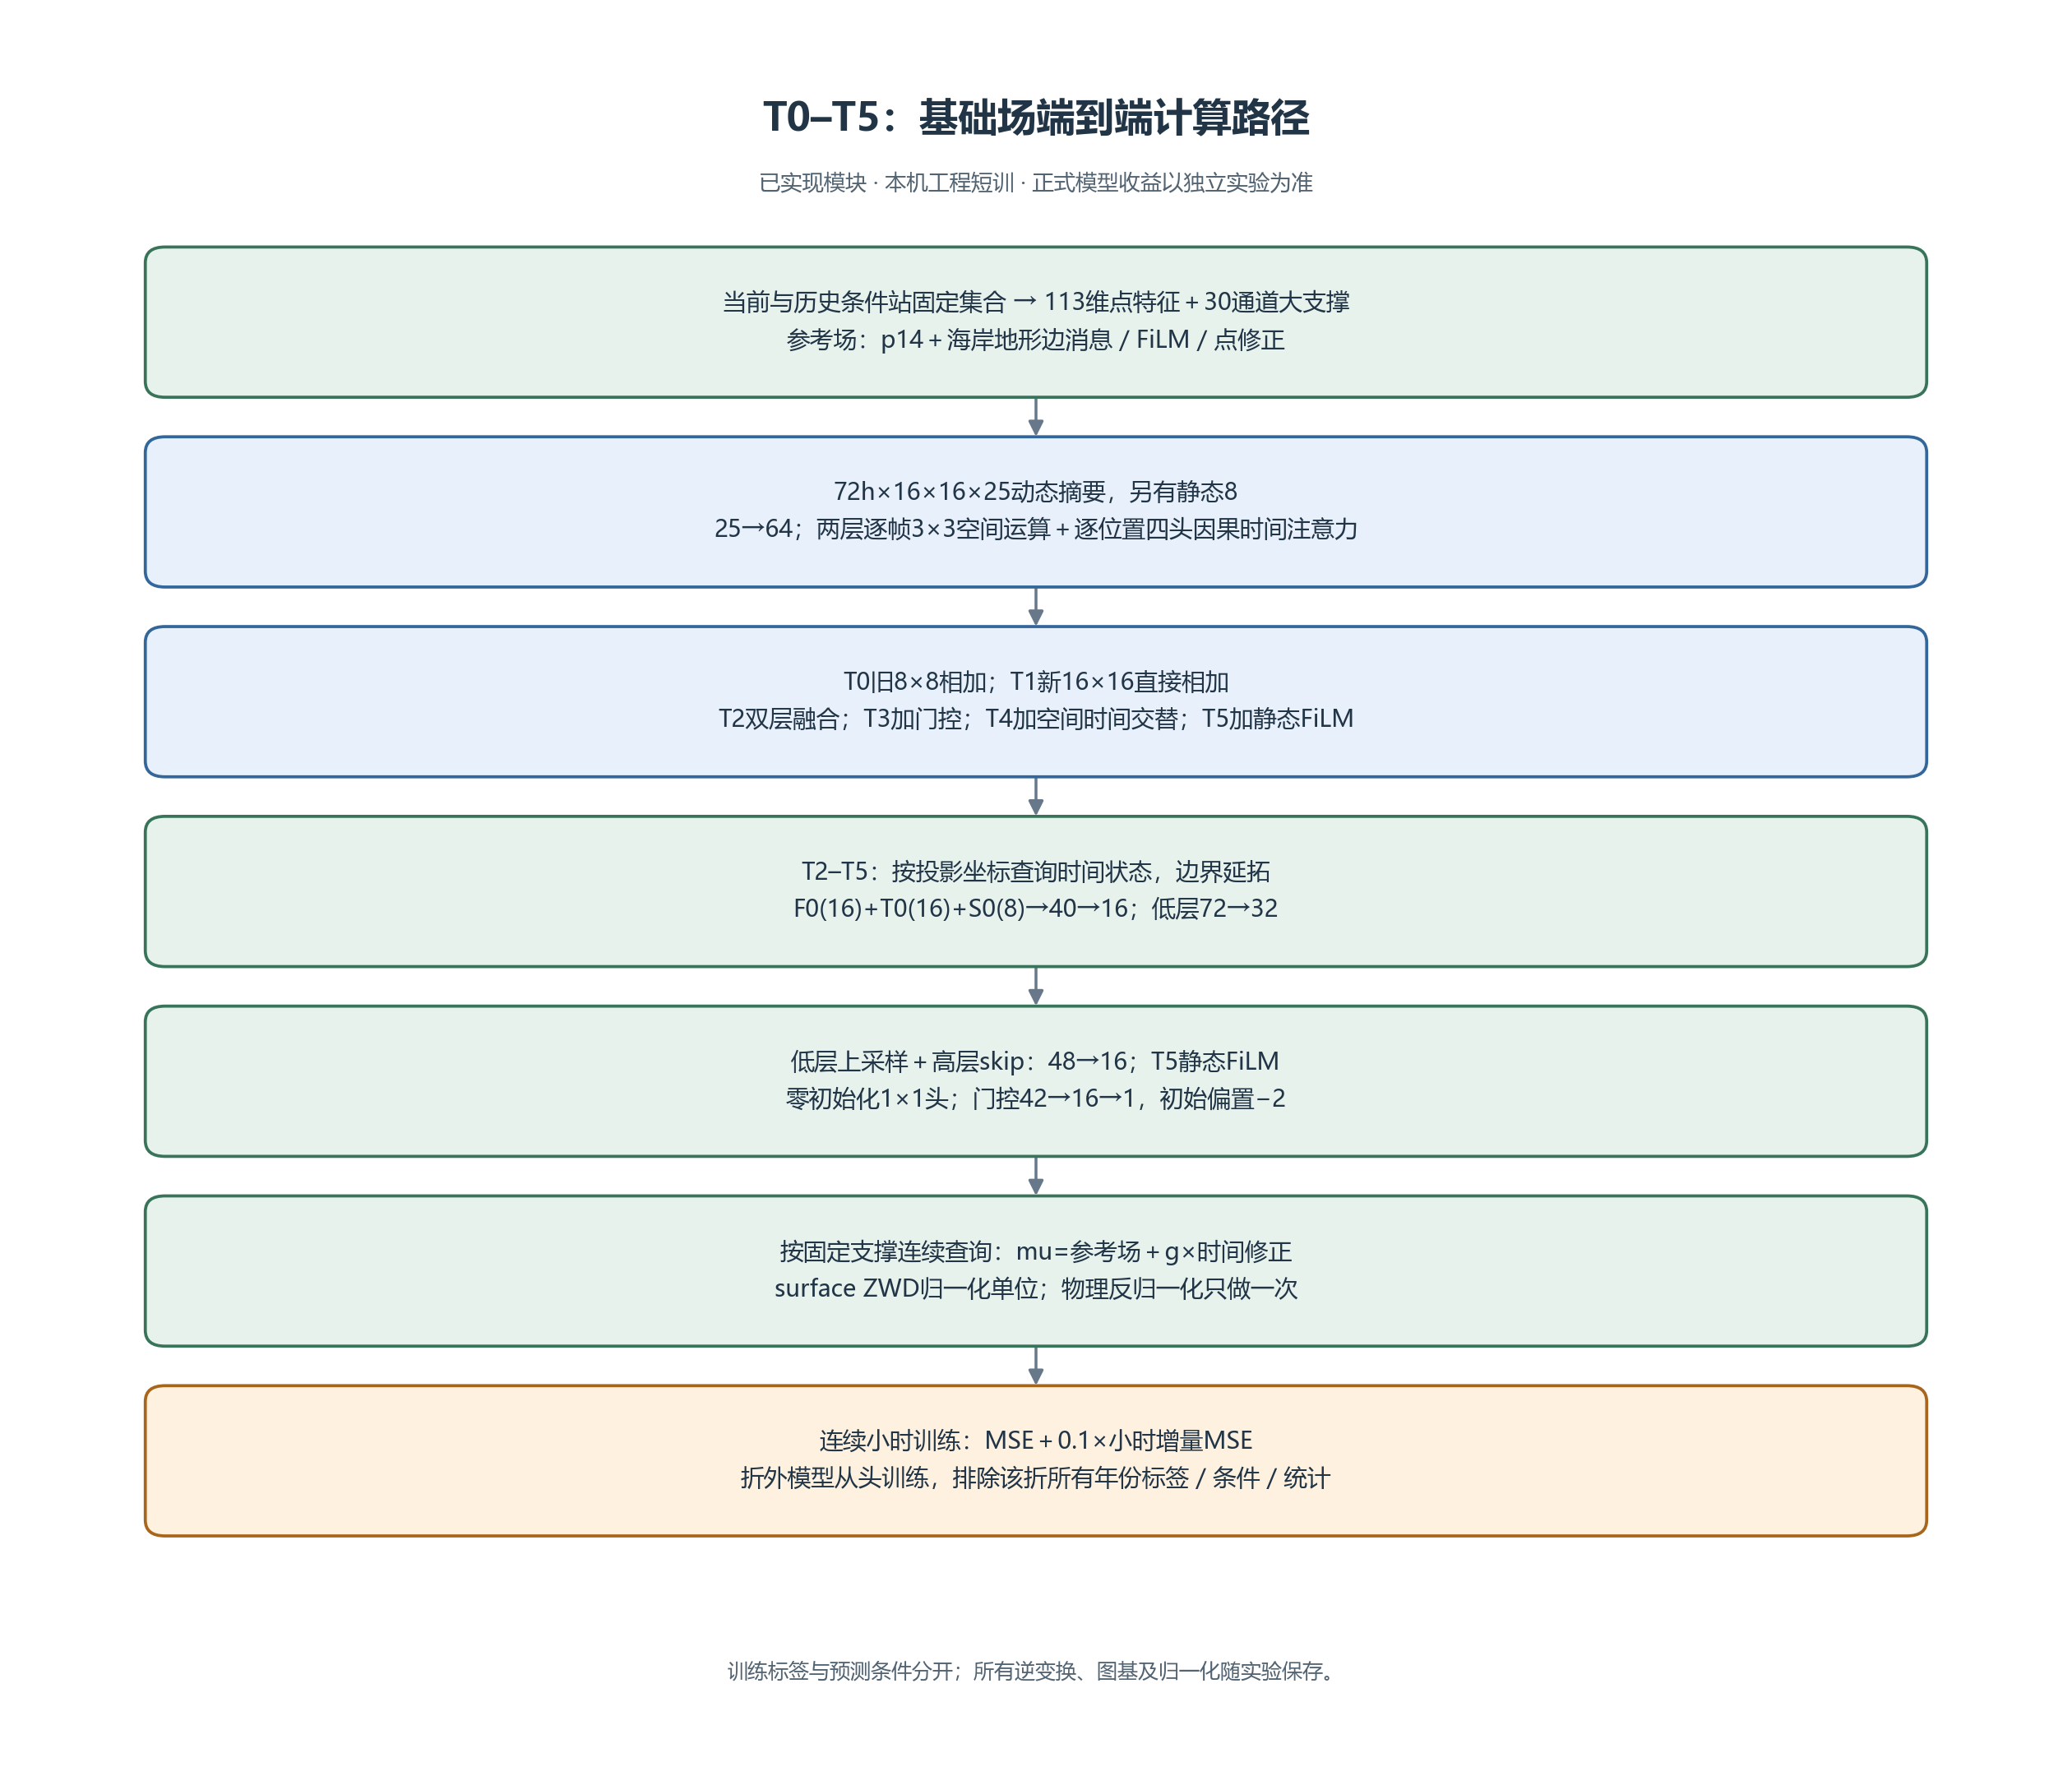 T0–T5：基础场端到端计算路径
已实现模块 · 本机工程短训 · 正式模型收益以独立实验为准
当前与历史条件站固定集合 → 113维点特征＋30通道大支撑
参考场：p14＋海岸地形边消息 / FiLM / 点修正
72h×16×16×25动态摘要，另有静态8
25→64；两层逐帧3×3空间运算＋逐位置四头因果时间注意力
T0旧8×8相加；T1新16×16直接相加
T2双层融合；T3加门控；T4加空间时间交替；T5加静态FiLM
T2–T5：按投影坐标查询时间状态，边界延拓
F0(16)+T0(16)+S0(8)→40→16；低层72→32
低层上采样＋高层skip：48→16；T5静态FiLM
零初始化1×1头；门控42→16→1，初始偏置−2
按固定支撑连续查询：mu=参考场＋g×时间修正
surface ZWD归一化单位；物理反归一化只做一次
连续小时训练：MSE＋0.1×小时增量MSE
折外模型从头训练，排除该折所有年份标签 / 条件 / 统计
训练标签与预测条件分开；所有逆变换、图基及归一化随实验保存。